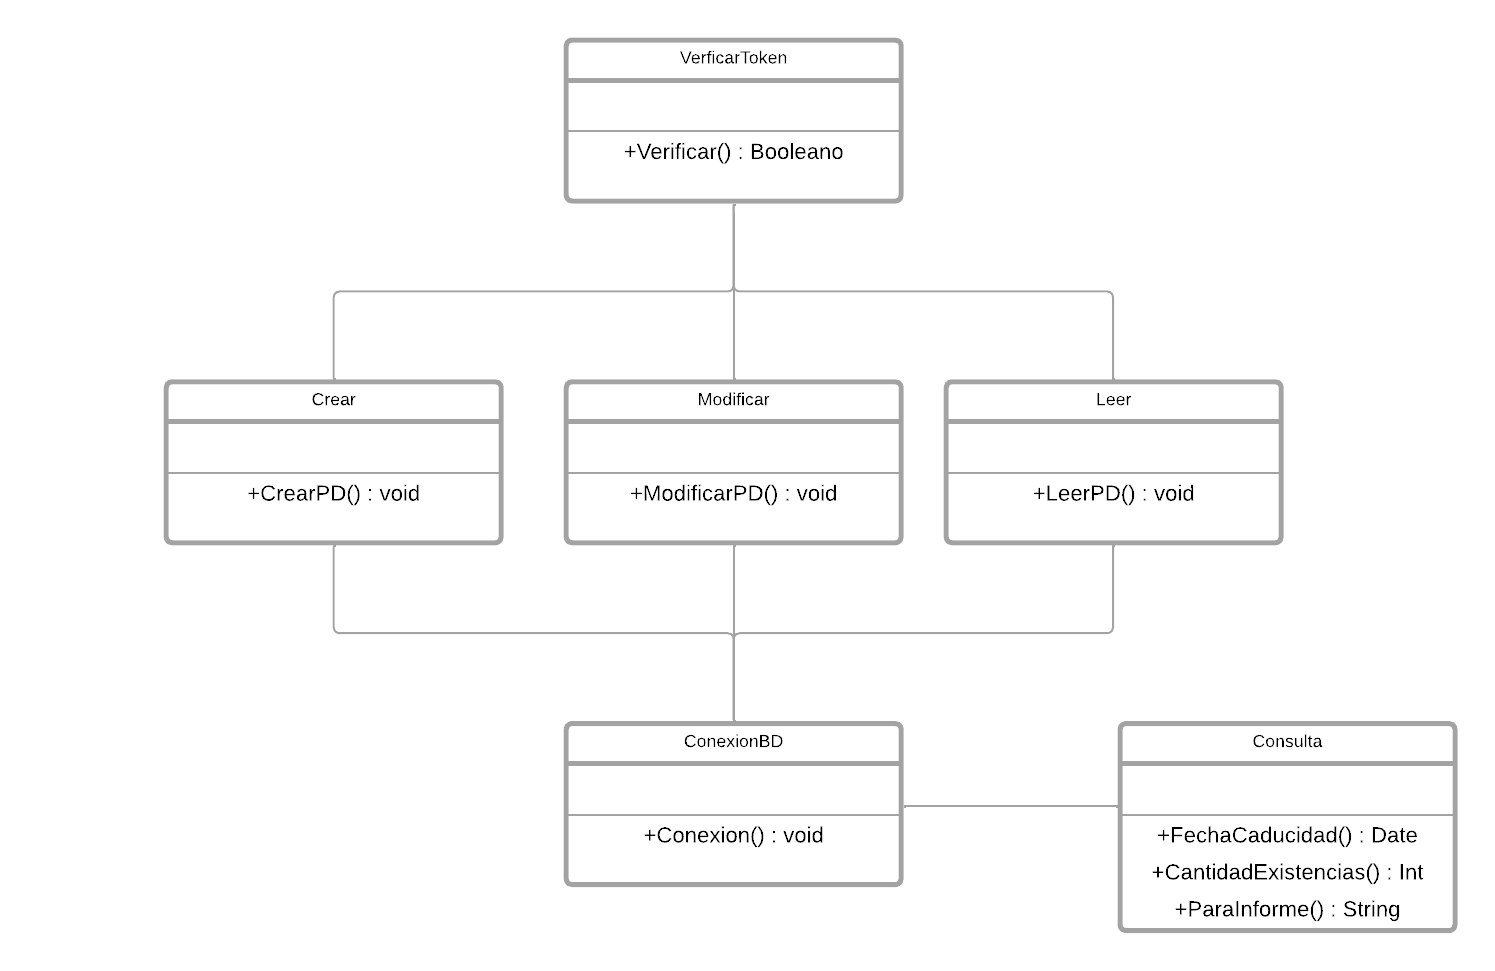 VerficarToken
+Verificar() : Booleano
Crear
+CrearPD() : void
Modificar
+ModificarPD() : void
Leer
+LeerPD() : void
ConexionBD
+Conexion() : void
Consulta
+FechaCaducidad() : Date
+CantidadExistencias() : Int
+ParaInforme() : String